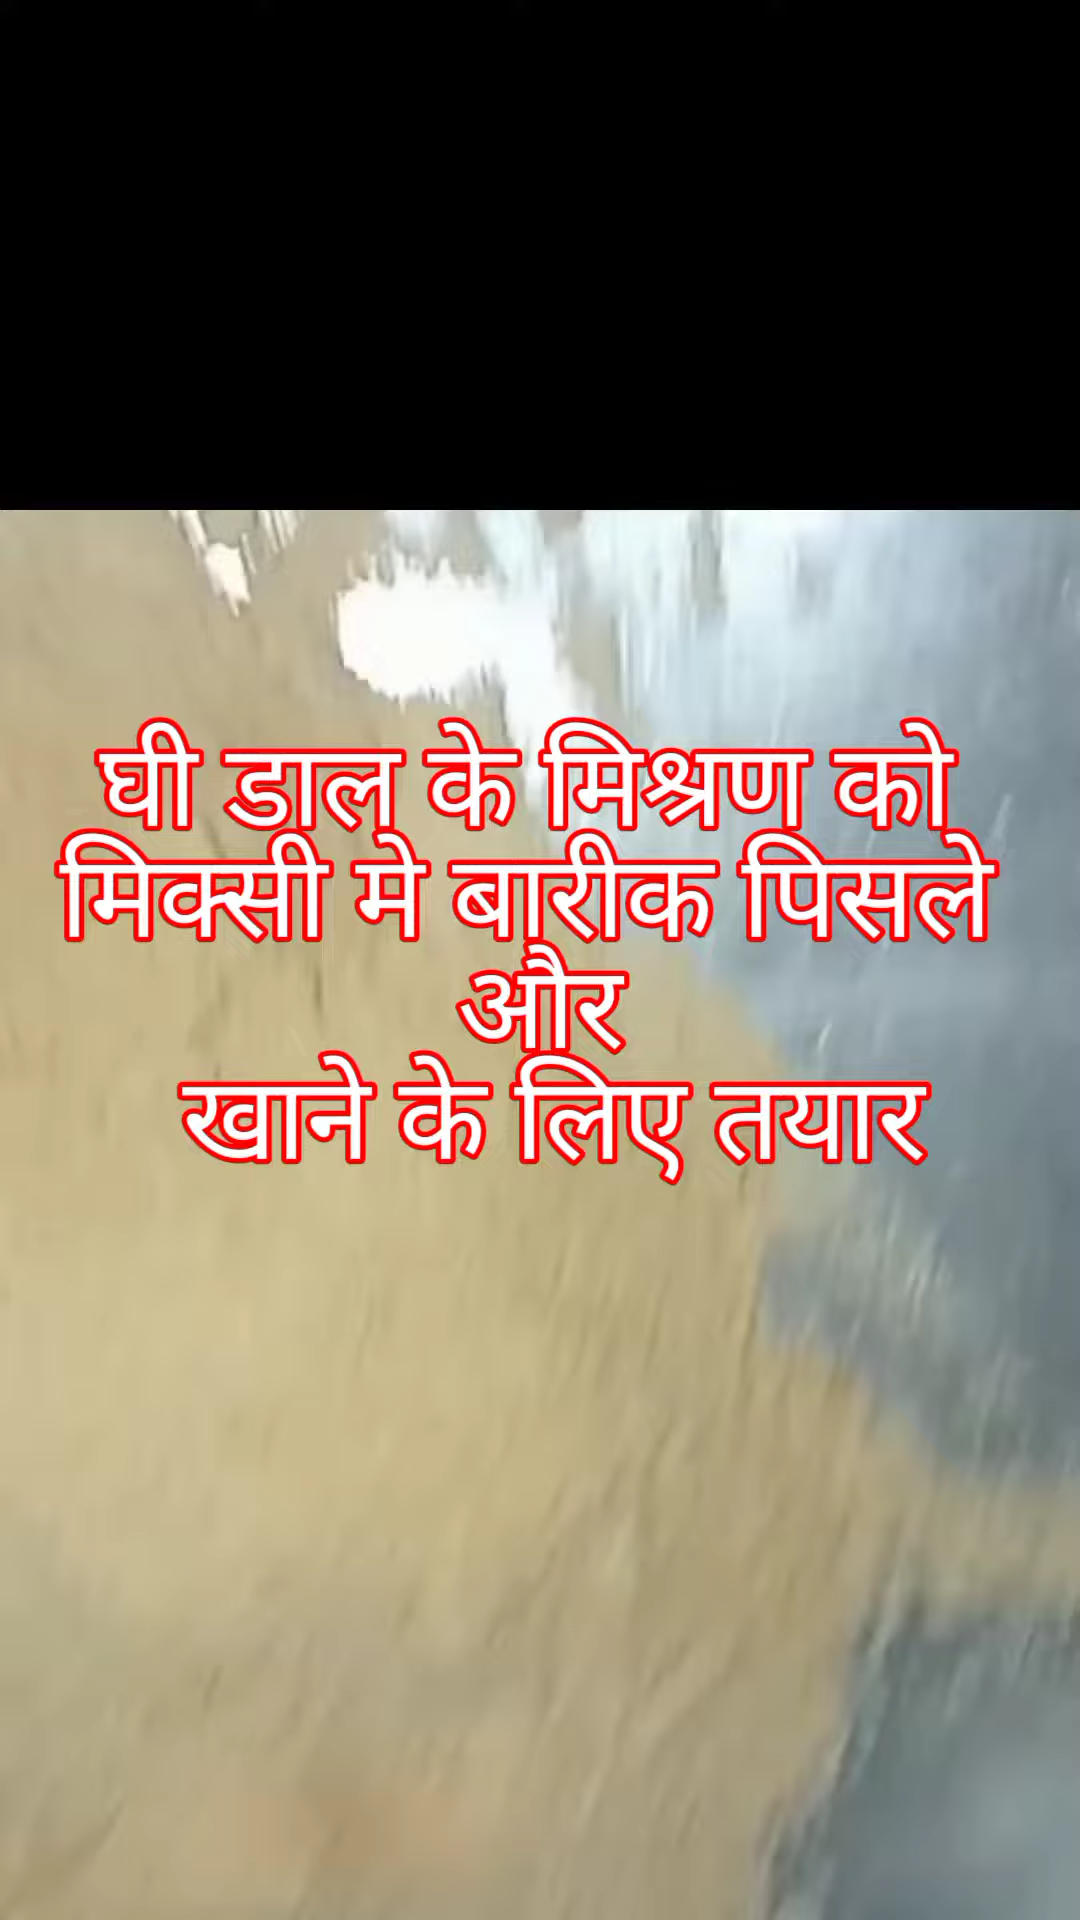 घी डाल के मिश्रण को
मिक्सी मे बारीक पिसले
और
खाने के लिए तयार